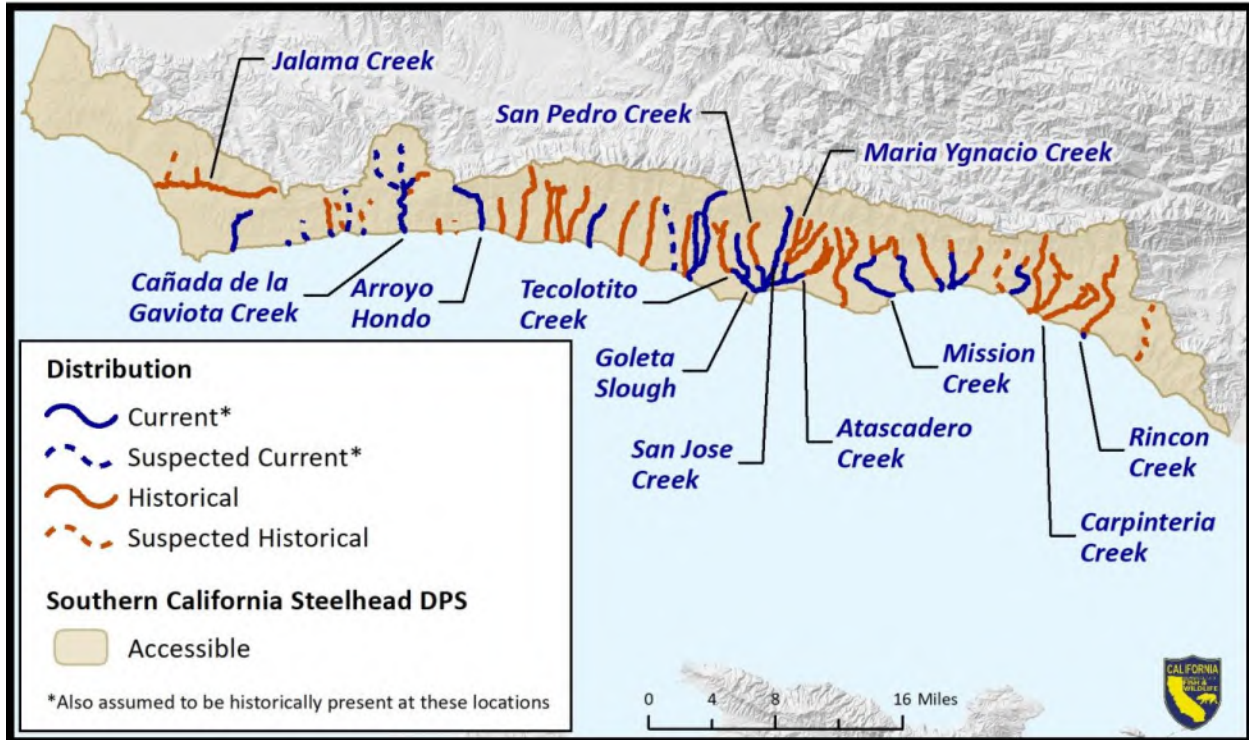 Jalama Creek
San Pedro Creek
Maria Ygnacio Creek
Cañada de la
Gaviota Creek
Arroyo
Hondo
Tecolotito
Creek
Goleta
Slough
San Jose
Creek
Atascadero
Creek
Mission
Creek
Rincon
Creek
Carpinteria
Creek
Distribution
Current*
Suspected Current*
Historical
Suspected Historical
Southern California Steelhead DPS
Accessible
*Also assumed to be historically present at these locations
0 4 8 16 Miles
CALIFORNIA
FISH &
WILDLIFE